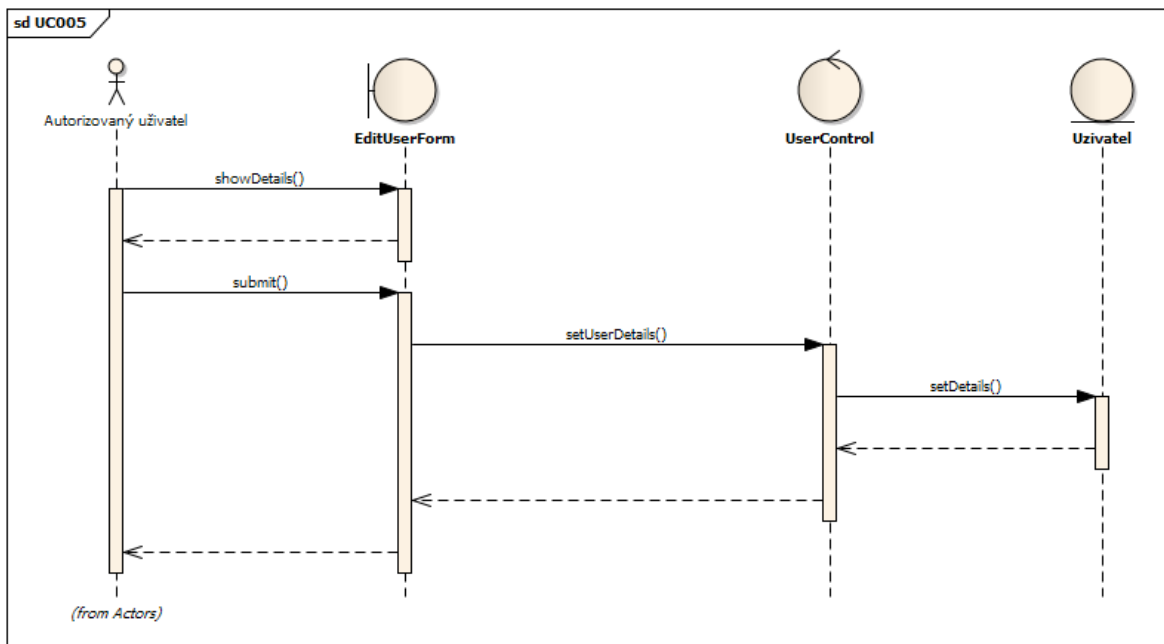 sd UC005
Autorizovaný uživatel
EditUserForm
UserControl
Uzivatel
showDetails()
submit()
setUserDetails()
setDetails()
(from Actors)